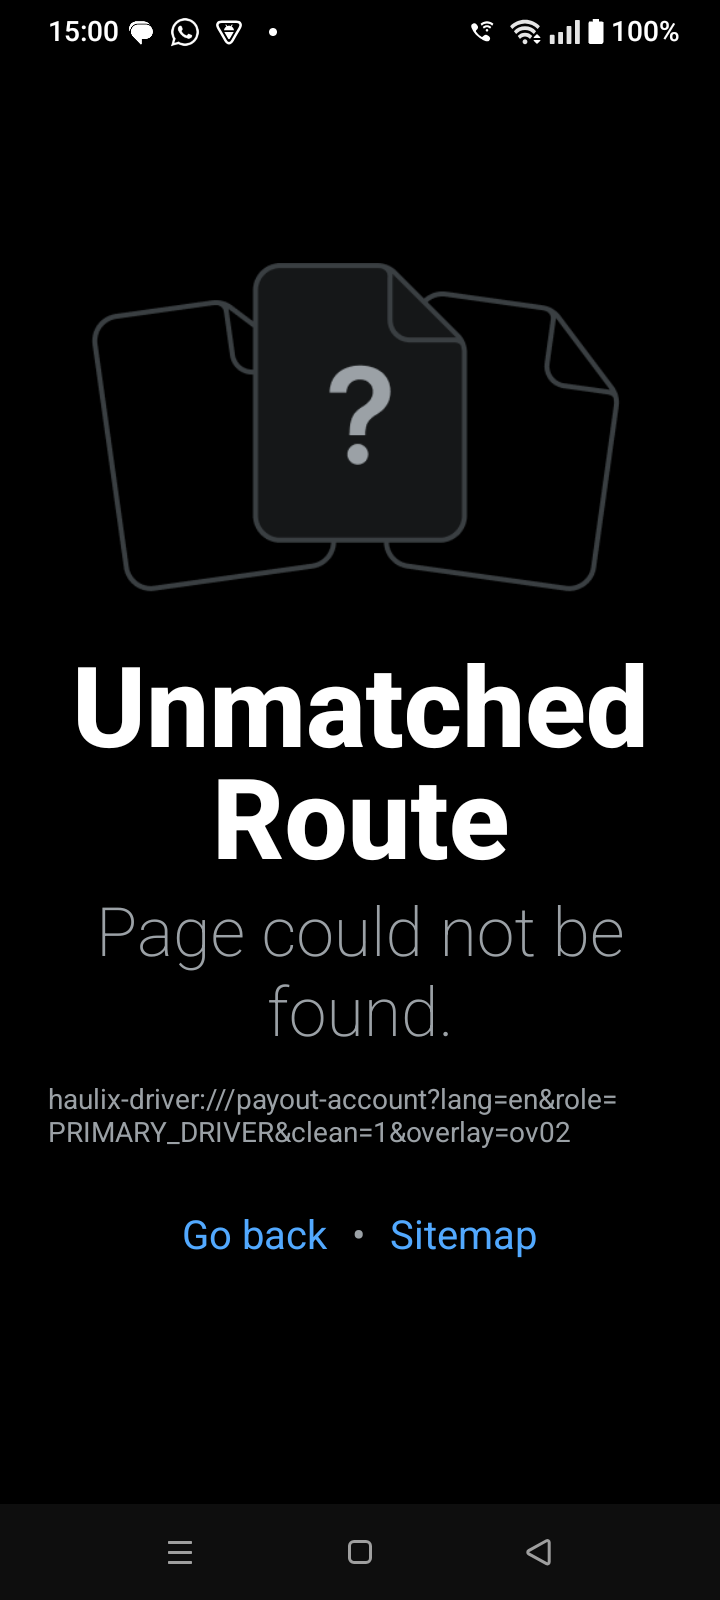 15:00
100%
?
Unmatched
Route
Page could not be
found.
haulix-driver:///payout-account?lang=en&role=
PRIMARY_DRIVER&clean=1&overlay=ov02
Go back • Sitemap